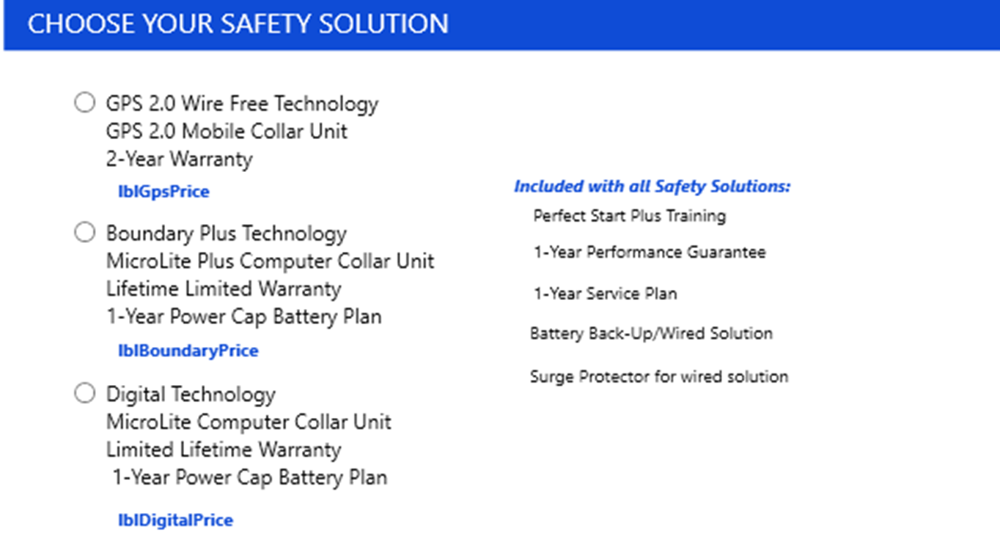 CHOOSE YOUR SAFETY SOLUTION
GPS 2.0 Wire Free Technology
GPS 2.0 Mobile Collar Unit
2-Year Warranty
lblGpsPrice
Boundary Plus Technology
MicroLite Plus Computer Collar Unit
Lifetime Limited Warranty
1-Year Power Cap Battery Plan
lblBoundaryPrice
Digital Technology
MicroLite Computer Collar Unit
Limited Lifetime Warranty
1-Year Power Cap Battery Plan
lblDigitalPrice
Included with all Safety Solutions:
Perfect Start Plus Training
1-Year Performance Guarantee
1-Year Service Plan
Battery Back-Up/Wired Solution
Surge Protector for wired solution